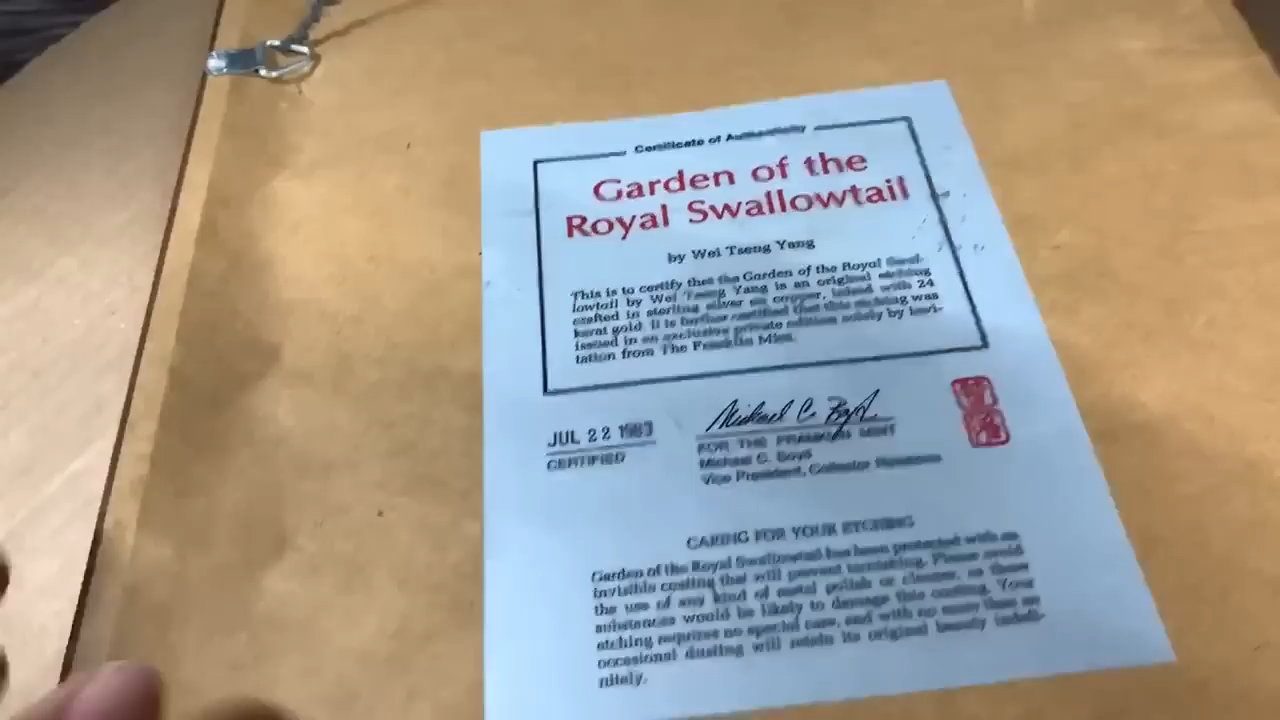 Certificate of Authenticity
Garden of the
Royal Swallowtail
by Wei Tseng Yang
This is to certify that the Garden of the Royal Swal-
lowtail by Wei Tseng Yang is an original etching
crafted in sterling silver on copper, inlaid with 24
karat gold. It is further certified that this etching was
issued in an exclusive private edition solely by invi-
tation from The Franklin Mint.
JUL 22 1983
CERTIFIED
Michael C. Boyd
FOR THE FRANKLIN MINT
Michael C. Boyd
Vice President, Collector Relations
CARING FOR YOUR ETCHING
Garden of the Royal Swallowtail has been protected with an
invisible coating that will prevent tarnishing. Please avoid
the use of any kind of metal polish or cleaner, as these
substances would be likely to damage this coating. Your
etching requires no special care, and with no more than an
occasional dusting will retain its original beauty indefi-
nitely.